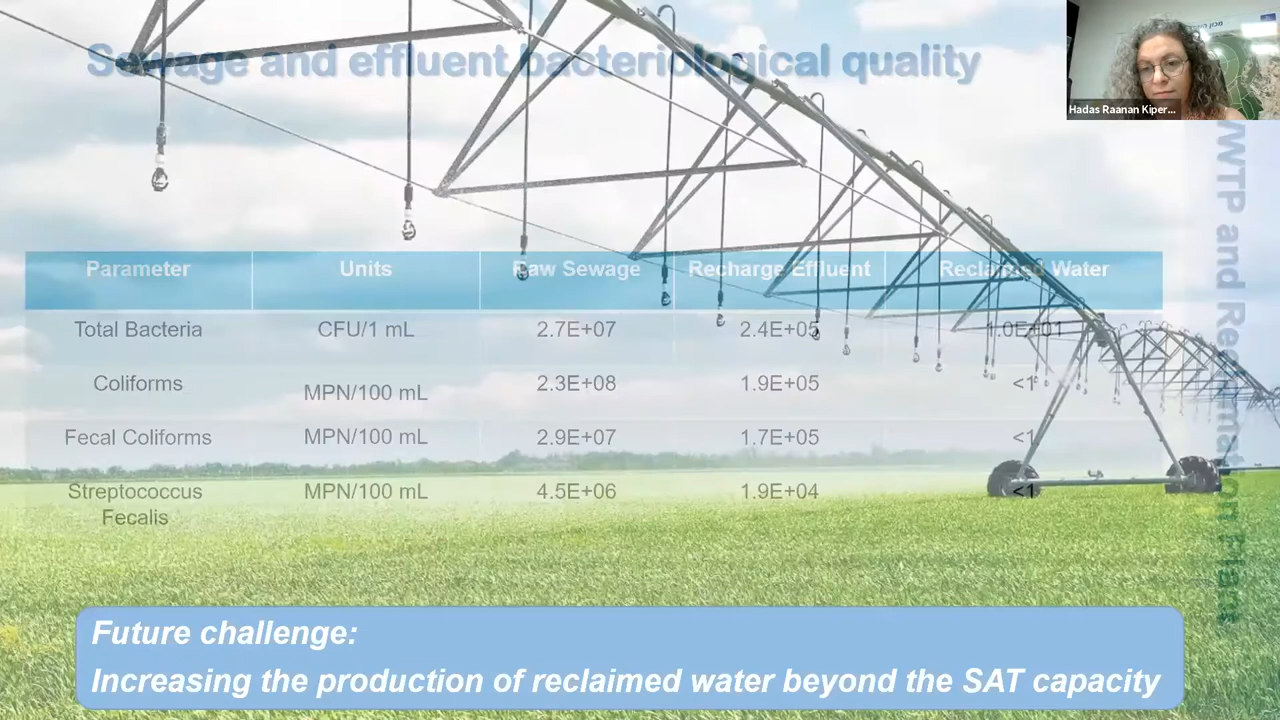 Sewage and effluent bacteriological quality
Hadas Raanan Kiper...
Parameter Units Raw Sewage Recharge Effluent Reclaimed Water
Total Bacteria CFU/1 mL 2.7E+07 2.4E+05 1.0E+01
Coliforms MPN/100 mL 2.3E+08 1.9E+05 <1
Fecal Coliforms MPN/100 mL 2.9E+07 1.7E+05 <1
Streptococcus Fecalis MPN/100 mL 4.5E+06 1.9E+04 <1
WWTP and Reclamation Plant
Future challenge:
Increasing the production of reclaimed water beyond the SAT capacity